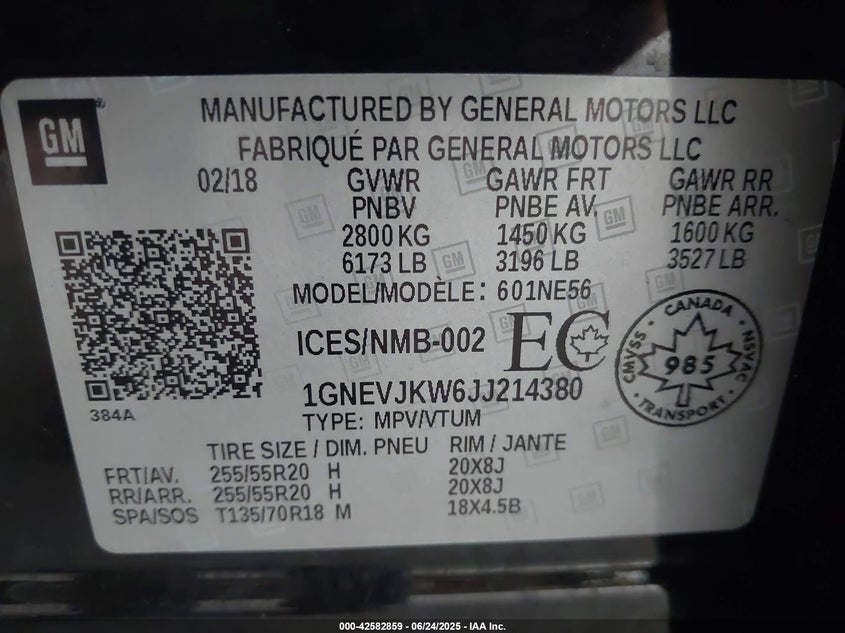 GM®
MANUFACTURED BY GENERAL MOTORS LLC
FABRIQUÉ PAR GENERAL MOTORS LLC
02/18 GVWR GAWR FRT GAWR RR
PNBV PNBE AV. PNBE ARR.
2800 KG 1450 KG 1600 KG
6173 LB 3196 LB 3527 LB
MODEL/MODÈLE: 601NE56
ICES/NMB-002 EC
CANADA
CMVSS 985 NSVAC
TRANSPORT
1GNEVJKW6JJ214380
384A
TYPE: MPV/VTUM
TIRE SIZE / DIM. PNEU RIM / JANTE
FRT/AV. 255/55R20 H 20X8J
RR/ARR. 255/55R20 H 20X8J
SPA/SOS T135/70R18 M 18X4.5B
000-42582859 - 06/24/2025 - IAA Inc.